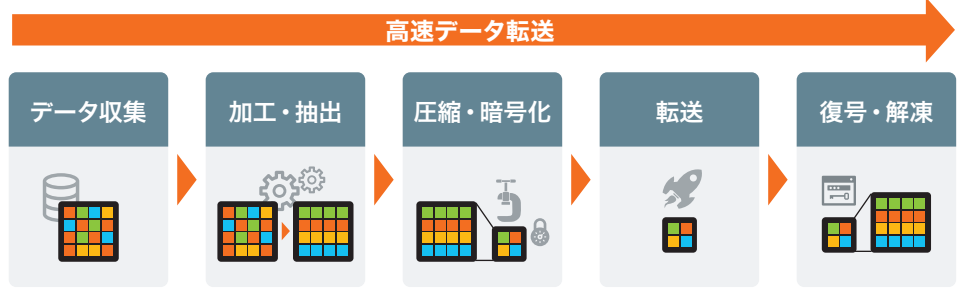 高速データ転送
データ収集
加工・抽出
圧縮・暗号化
転送
復号・解凍